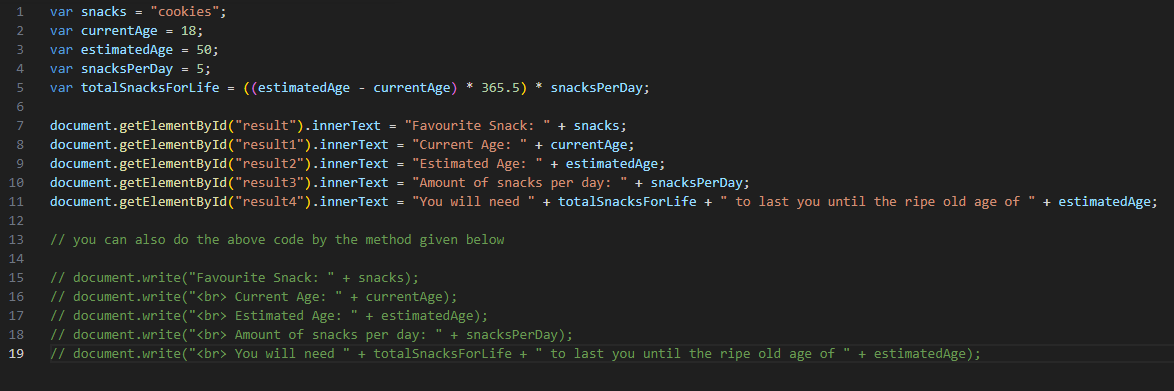 1 var snacks = "cookies";
2 var currentAge = 18;
3 var estimatedAge = 50;
4 var snacksPerDay = 5;
5 var totalSnacksForLife = ((estimatedAge - currentAge) * 365.5) * snacksPerDay;
6
7 document.getElementById("result").innerText = "Favourite Snack: " + snacks;
8 document.getElementById("result1").innerText = "Current Age: " + currentAge;
9 document.getElementById("result2").innerText = "Estimated Age: " + estimatedAge;
10 document.getElementById("result3").innerText = "Amount of snacks per day: " + snacksPerDay;
11 document.getElementById("result4").innerText = "You will need " + totalSnacksForLife + " to last you until the ripe old age of " + estimatedAge;
12
13 // you can also do the above code by the method given below
14
15 // document.write("Favourite Snack: " + snacks);
16 // document.write("<br> Current Age: " + currentAge);
17 // document.write("<br> Estimated Age: " + estimatedAge);
18 // document.write("<br> Amount of snacks per day: " + snacksPerDay);
19 // document.write("<br> You will need " + totalSnacksForLife + " to last you until the ripe old age of " + estimatedAge);